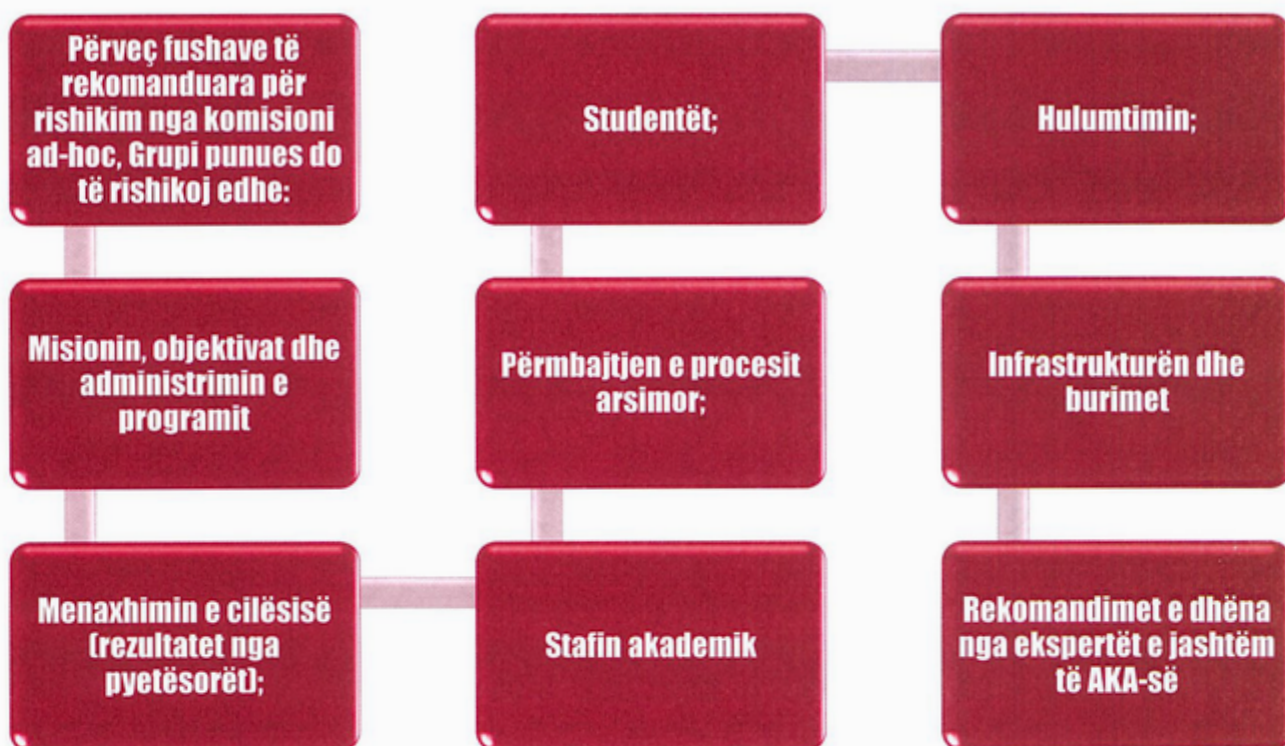 Përveç fushave të
rekomanduara për
rishikim nga komisioni
ad-hoc, Grupi punues do
të rishikoj edhe:
Misionin, objektivat dhe
administrimin e
programit
Menaxhimin e cilësisë
(rezultatet nga
pyetësorët);
Stafin akademik
Përmbajtjen e procesit
arsimor;
Studentët;
Hulumtimin;
Infrastrukturën dhe
burimet
Rekomandimet e dhëna
nga ekspertët e jashtëm
të AKA-së